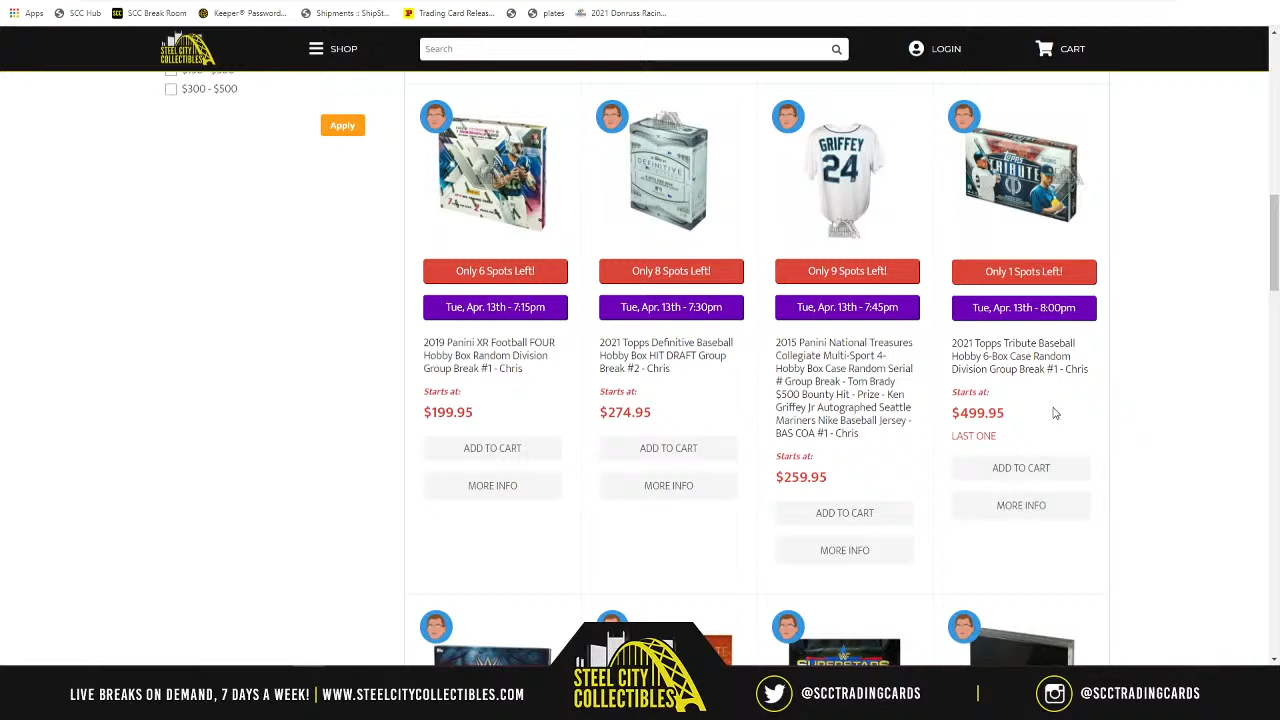 Apps SCC Hub SCC Break Room Keeper® Password... Shipments :: ShipSt... Trading Card Releas... plates 2021 Donruss Racin...
STEEL CITY COLLECTIBLES SHOP Search LOGIN CART
$300 - $500
Apply
GRIFFEY
24
TOPPS
TRIBUTE
DEFINITIVE
Only 6 Spots Left! Only 8 Spots Left! Only 9 Spots Left! Only 1 Spots Left!
Tue, Apr. 13th - 7:15pm Tue, Apr. 13th - 7:30pm Tue, Apr. 13th - 7:45pm Tue, Apr. 13th - 8:00pm
2019 Panini XR Football FOUR
Hobby Box Random Division
Group Break #1 - Chris
Starts at:
$199.95
ADD TO CART
MORE INFO
2021 Topps Definitive Baseball
Hobby Box HIT DRAFT Group
Break #2 - Chris
Starts at:
$274.95
ADD TO CART
MORE INFO
2015 Panini National Treasures
Collegiate Multi-Sport 4-
Hobby Box Case Random Serial
# Group Break - Tom Brady
$500 Bounty Hit - Prize - Ken
Griffey Jr Autographed Seattle
Mariners Nike Baseball Jersey -
BAS COA #1 - Chris
Starts at:
$259.95
ADD TO CART
MORE INFO
2021 Topps Tribute Baseball
Hobby 6-Box Case Random
Division Group Break #1 - Chris
Starts at:
$499.95
LAST ONE
ADD TO CART
MORE INFO
SUPERSTARS
LIVE BREAKS ON DEMAND, 7 DAYS A WEEK! | WWW.STEELCITYCOLLECTIBLES.COM
STEEL CITY
COLLECTIBLES
@SCCTRADINGCARDS | @SCCTRADINGCARDS